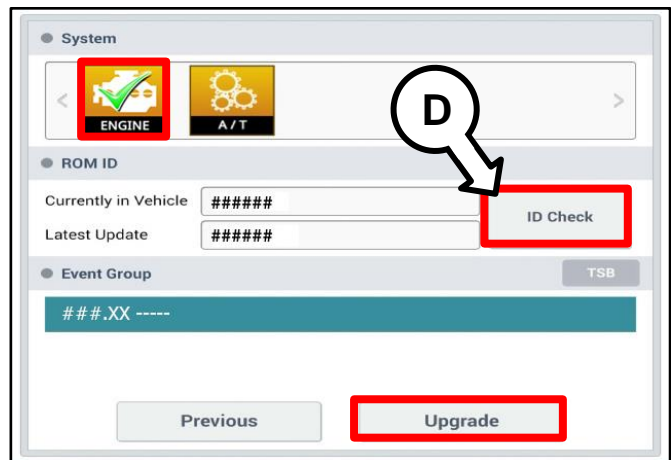 System
< ENGINE A/T >
D
ROM ID
Currently in Vehicle ######
ID Check
Latest Update ######
Event Group TSB
###.XX -----
Previous Upgrade